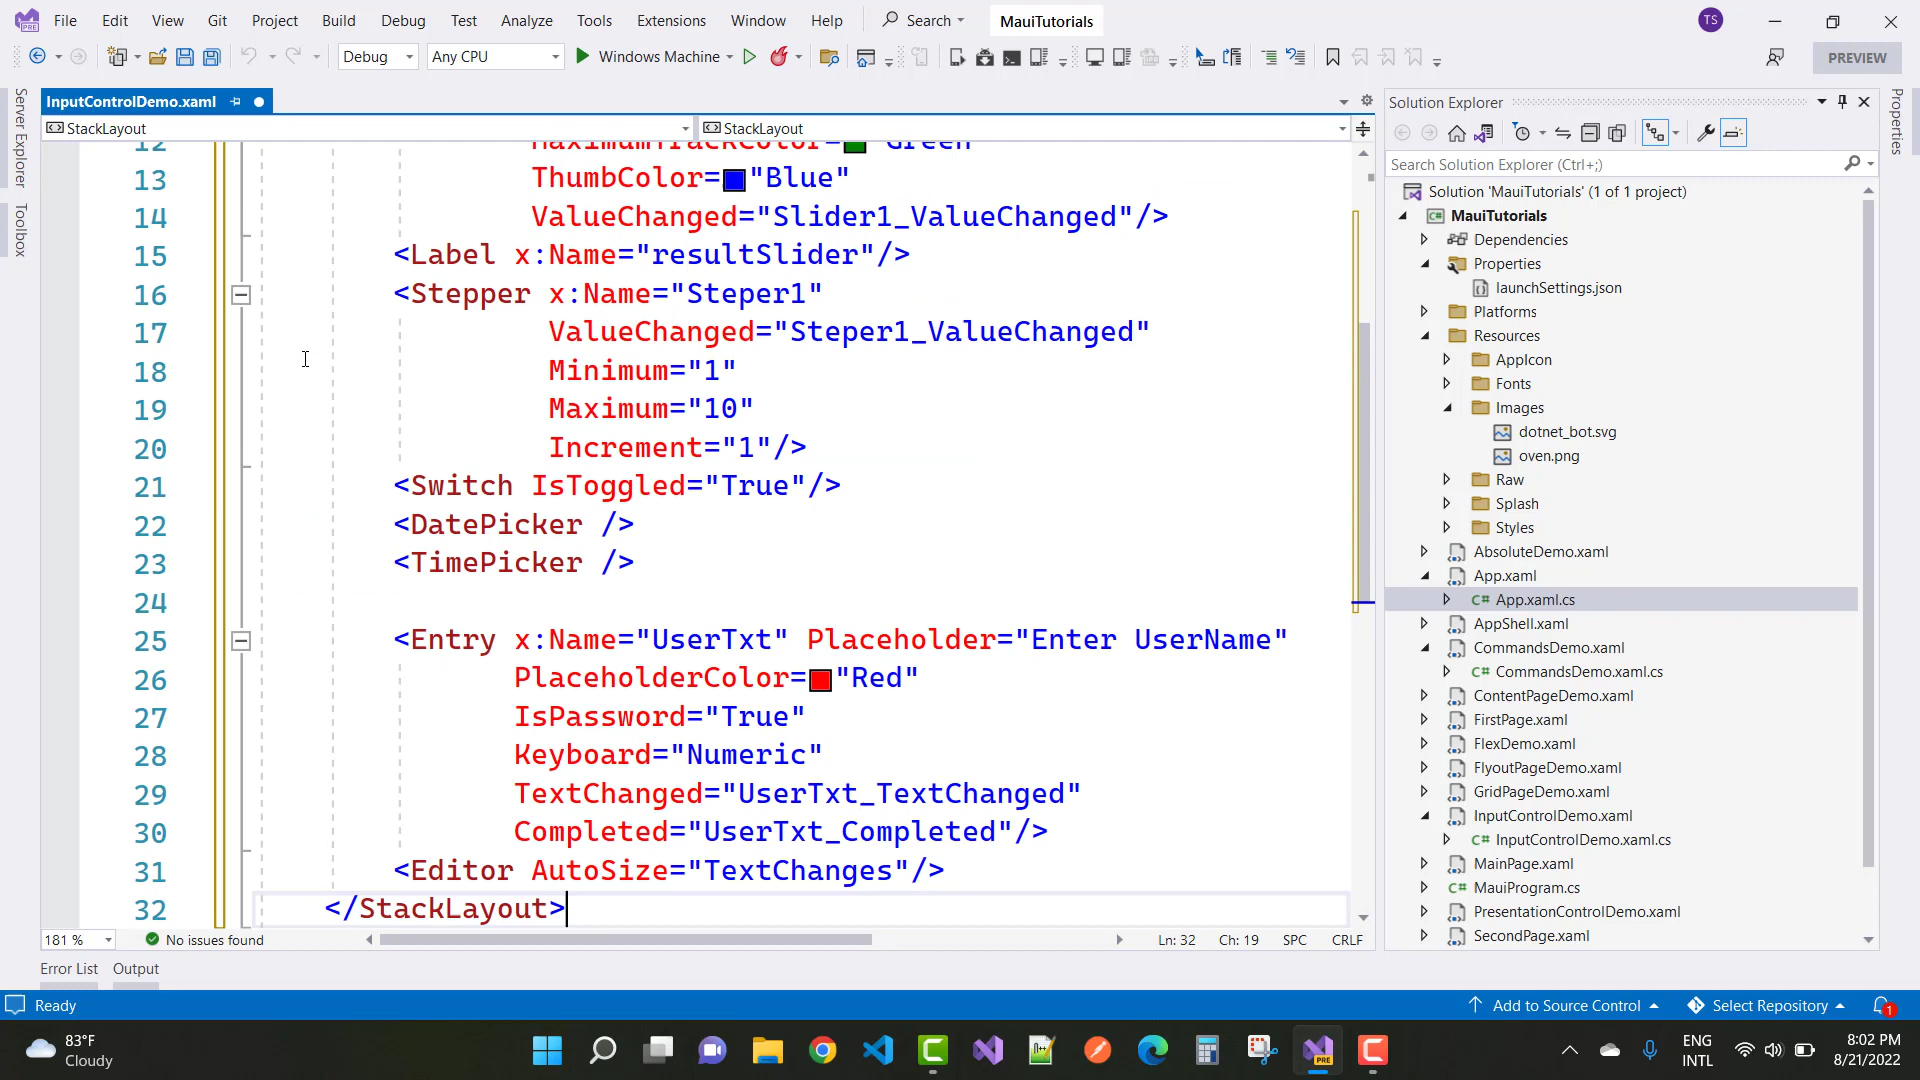 File Edit View Git Project Build Debug Test Analyze Tools Extensions Window Help Search MauiTutorials TS
Debug Any CPU Windows Machine PREVIEW
Server Explorer
Toolbox
InputControlDemo.xaml
StackLayout StackLayout
12 MaximumTrackColor="Green"
13 ThumbColor="Blue"
14 ValueChanged="Slider1_ValueChanged"/>
15 <Label x:Name="resultSlider"/>
16 <Stepper x:Name="Steper1"
17 ValueChanged="Steper1_ValueChanged"
18 Minimum="1"
19 Maximum="10"
20 Increment="1"/>
21 <Switch IsToggled="True"/>
22 <DatePicker />
23 <TimePicker />
24
25 <Entry x:Name="UserTxt" Placeholder="Enter UserName"
26 PlaceholderColor="Red"
27 IsPassword="True"
28 Keyboard="Numeric"
29 TextChanged="UserTxt_TextChanged"
30 Completed="UserTxt_Completed"/>
31 <Editor AutoSize="TextChanges"/>
32 </StackLayout>
181 % No issues found Ln: 32 Ch: 19 SPC CRLF
Solution Explorer
Search Solution Explorer (Ctrl+;)
Solution 'MauiTutorials' (1 of 1 project)
C# MauiTutorials
Dependencies
Properties
launchSettings.json
Platforms
Resources
AppIcon
Fonts
Images
dotnet_bot.svg
oven.png
Raw
Splash
Styles
AbsoluteDemo.xaml
App.xaml
C# App.xaml.cs
AppShell.xaml
CommandsDemo.xaml
C# CommandsDemo.xaml.cs
ContentPageDemo.xaml
FirstPage.xaml
FlexDemo.xaml
FlyoutPageDemo.xaml
GridPageDemo.xaml
InputControlDemo.xaml
C# InputControlDemo.xaml.cs
MainPage.xaml
C# MauiProgram.cs
PresentationControlDemo.xaml
SecondPage.xaml
Properties
Error List Output
Ready Add to Source Control Select Repository 1
83°F
Cloudy
PRE
ENG
INTL
8:02 PM
8/21/2022